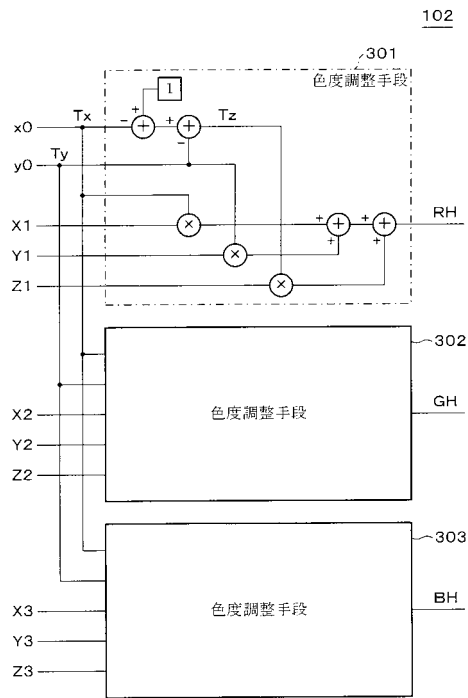 102
301
色度調整手段
1
+
-
+
+
+
Tx
Tz
x0
-
Ty
y0
X1
×
+
+
+
+
+
+
RH
Y1
×
Z1
×
302
X2
色度調整手段
GH
Y2
Z2
303
X3
色度調整手段
BH
Y3
Z3